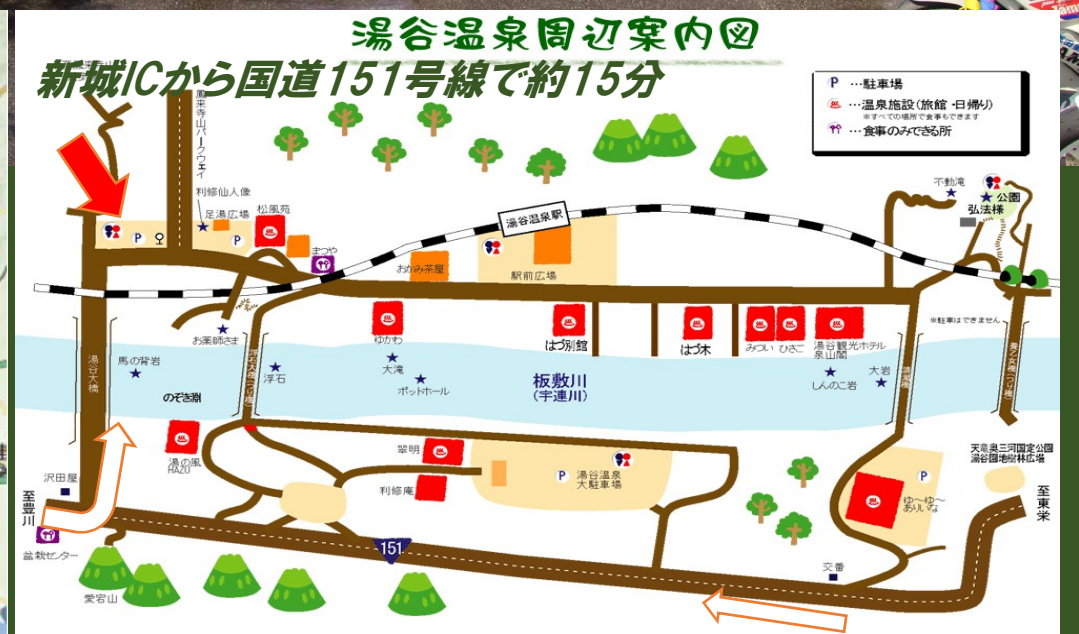 湯谷温泉周辺案内図
新城ICから国道151号線で約15分
P …駐車場
…温泉施設(旅館・日帰り)
※すべての場所で食事もできます
…食事のみできる所
鳳来寺山パークウェイ
利修仙人像
足湯広場
松風苑
P
P
まつや
おかみ茶屋
湯谷温泉駅
駅前広場
不動滝
公園
弘法様
※駐車はできません
お薬師さま
ゆかわ
はづ別館
はづ木
みつい
ひさご
湯谷観光ホテル
泉山閣
湯谷大橋
馬の背岩
浮石
大滝
ポットホール
板敷川
(宇連川)
しんのこ岩
大岩
のぞき淵
湯の風
HAZU
翠明
利修庵
P
湯谷温泉
大駐車場
P
ゆ~ゆ~
ありいな
天竜奥三河国定公園
湯谷園地樹林広場
至東栄
沢田屋
至豊川
盆栽センター
151
交番
愛宕山